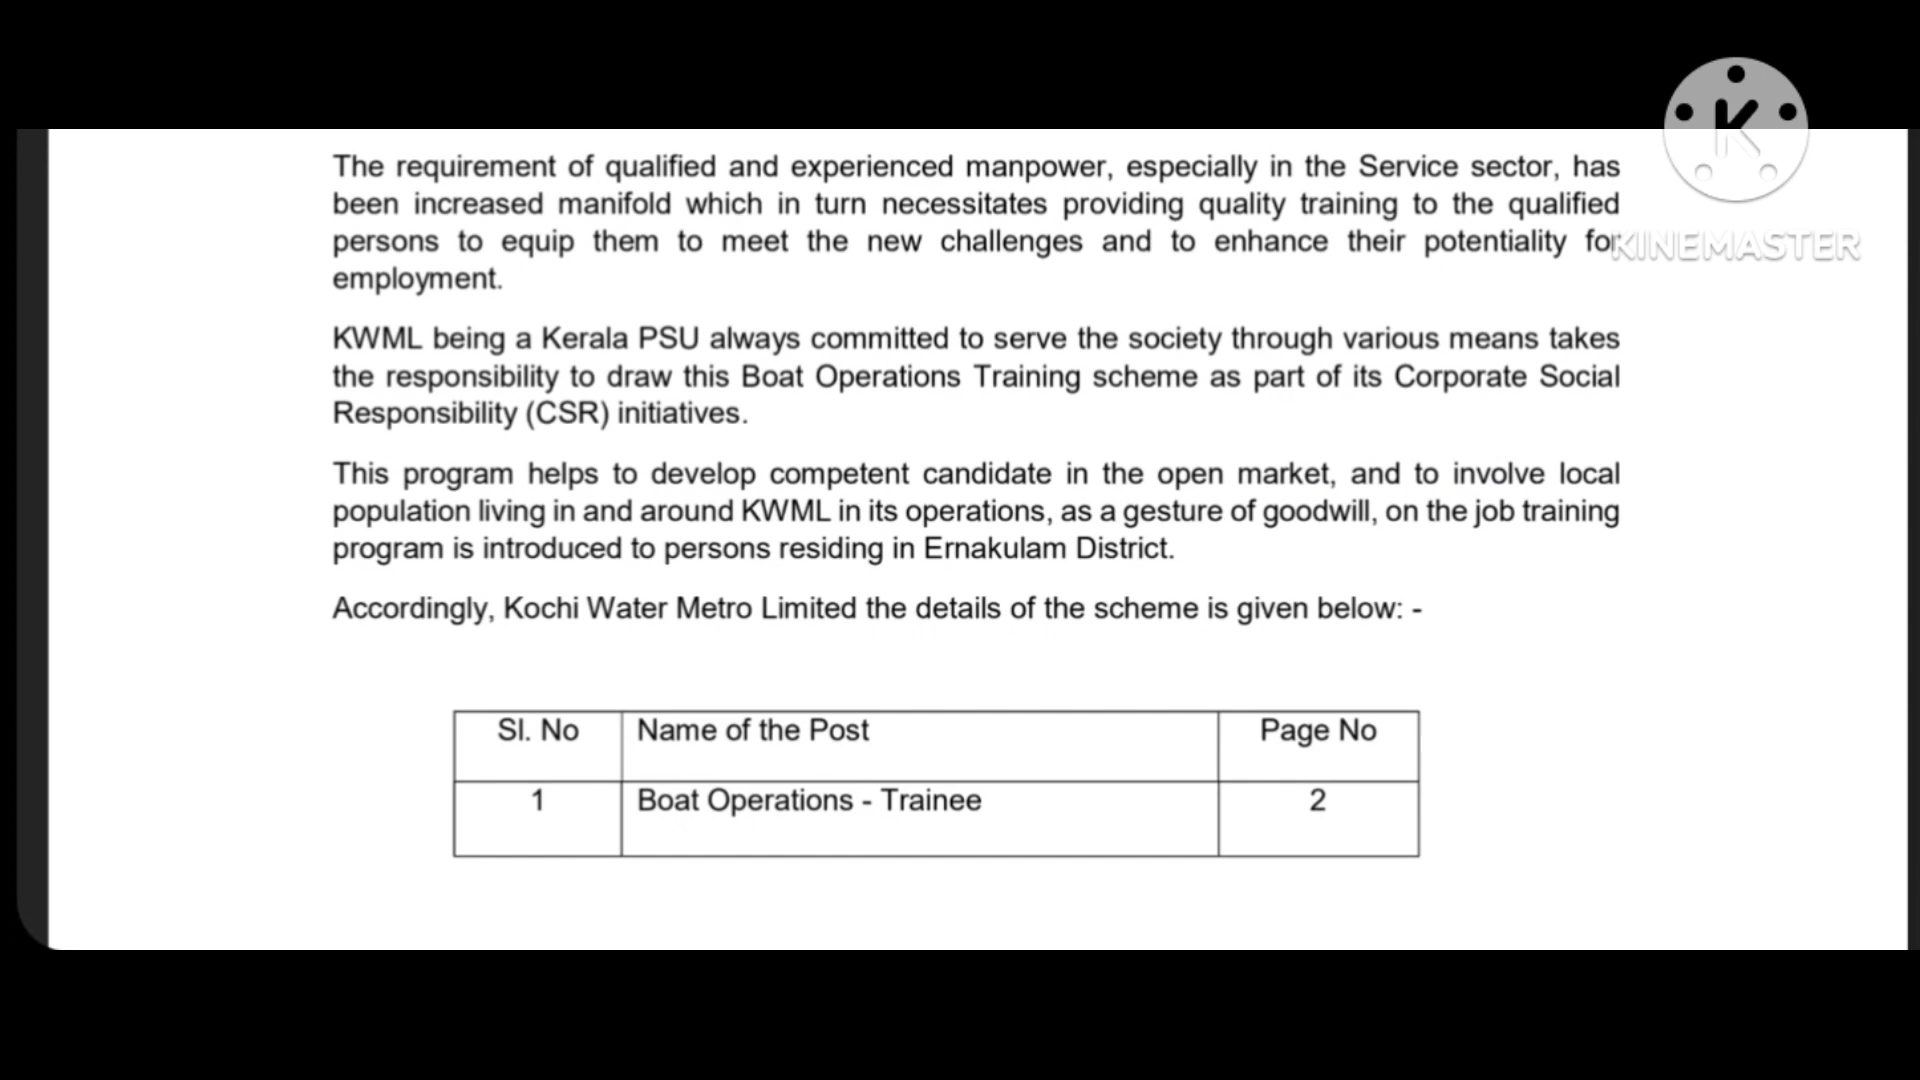 The requirement of qualified and experienced manpower, especially in the Service sector, has
been increased manifold which in turn necessitates providing quality training to the qualified
persons to equip them to meet the new challenges and to enhance their potentiality for
employment.
KWML being a Kerala PSU always committed to serve the society through various means takes
the responsibility to draw this Boat Operations Training scheme as part of its Corporate Social
Responsibility (CSR) initiatives.
This program helps to develop competent candidate in the open market, and to involve local
population living in and around KWML in its operations, as a gesture of goodwill, on the job training
program is introduced to persons residing in Ernakulam District.
Accordingly, Kochi Water Metro Limited the details of the scheme is given below: -
Sl. No Name of the Post Page No
1 Boat Operations - Trainee 2
K
KINEMASTER